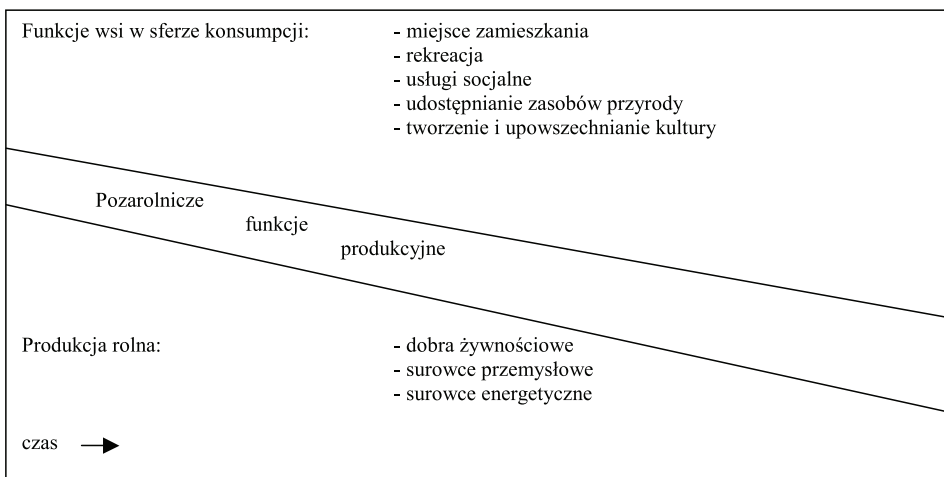 Funkcje wsi w sferze konsumpcji: - miejsce zamieszkania
- rekreacja
- usługi socjalne
- udostępnianie zasobów przyrody
- tworzenie i upowszechnianie kultury
Pozarolnicze
funkcje
produkcyjne
Produkcja rolna: - dobra żywnościowe
- surowce przemysłowe
- surowce energetyczne
czas